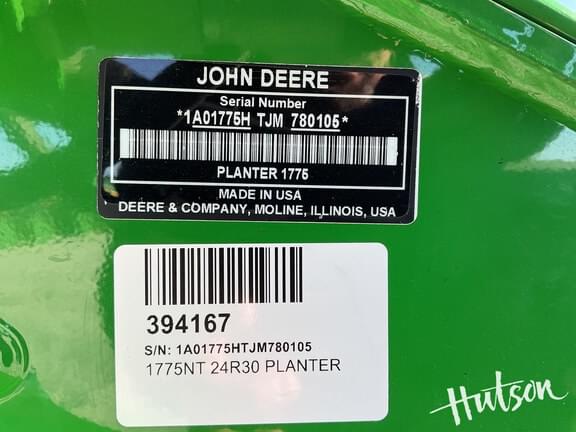 JOHN DEERE
Serial Number
*1A01775H TJM 780105*
PLANTER 1775
MADE IN USA
DEERE & COMPANY, MOLINE, ILLINOIS, USA
394167
S/N: 1A01775HTJM780105
1775NT 24R30 PLANTER
Hutson